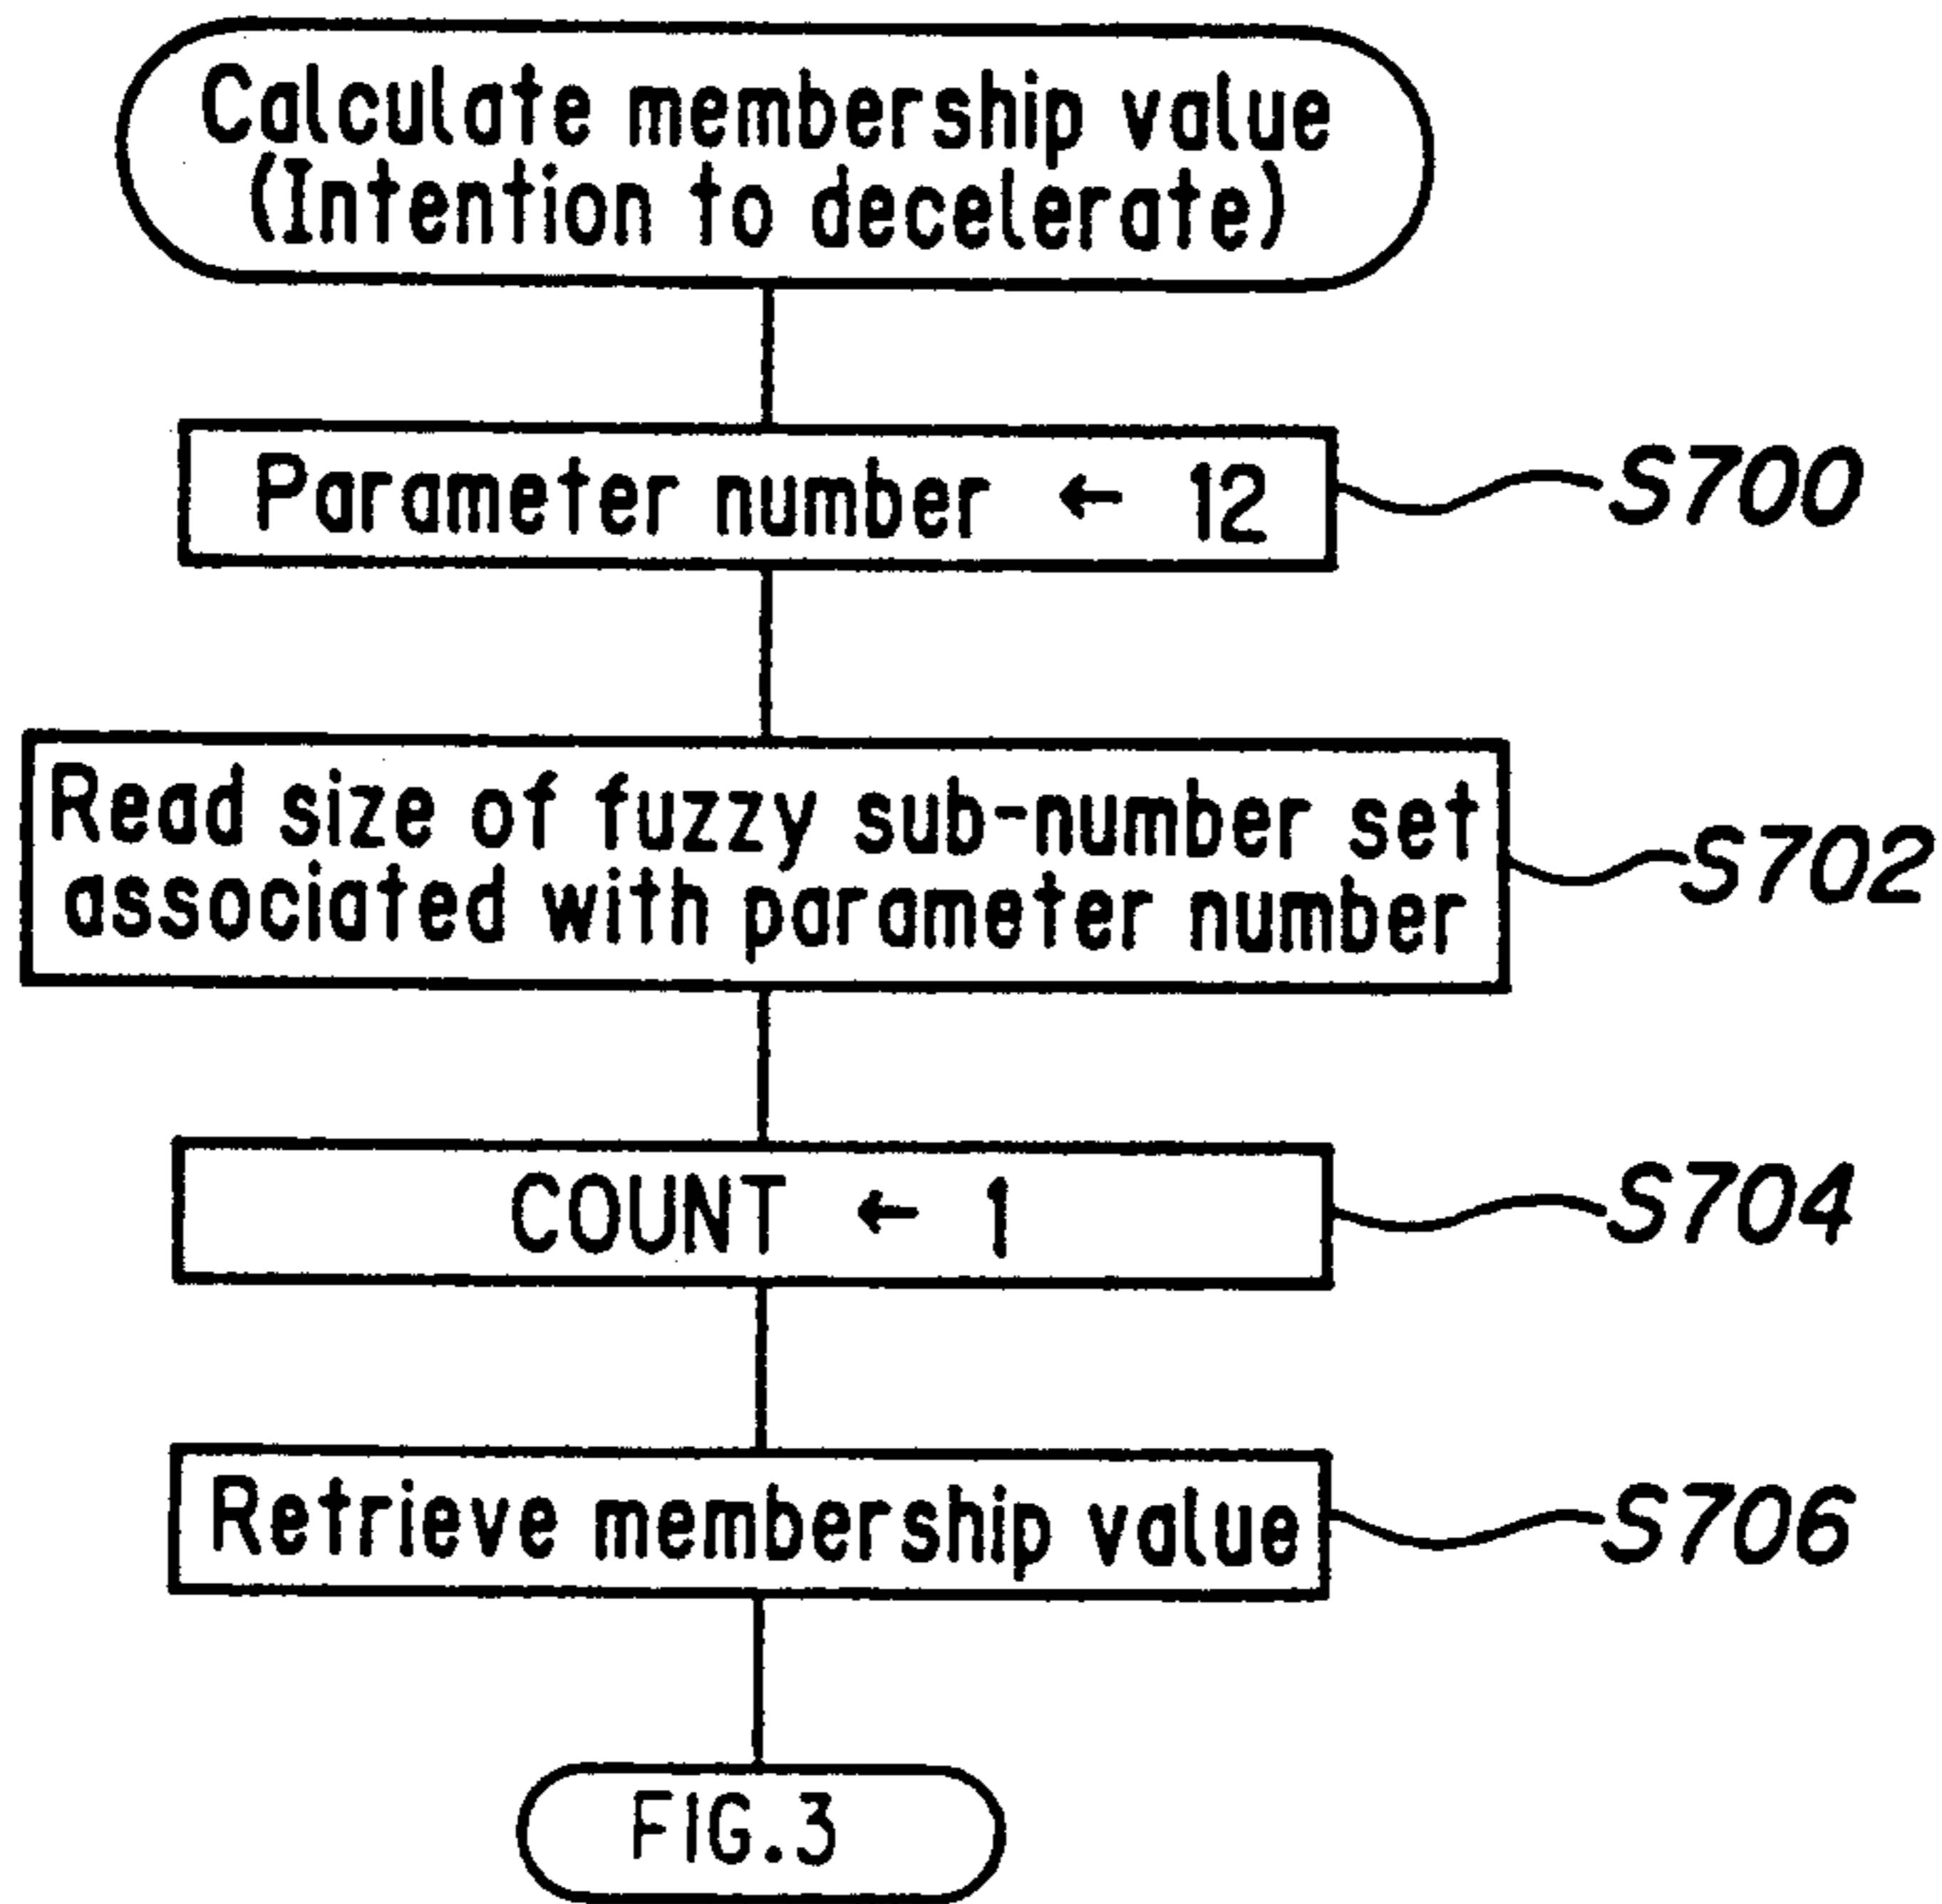 Calculate membership value
(Intention to decelerate)
Parameter number ← 12
S700
Read size of fuzzy sub-number set
associated with parameter number
S702
COUNT ← 1
S704
Retrieve membership value
S706
FIG.3